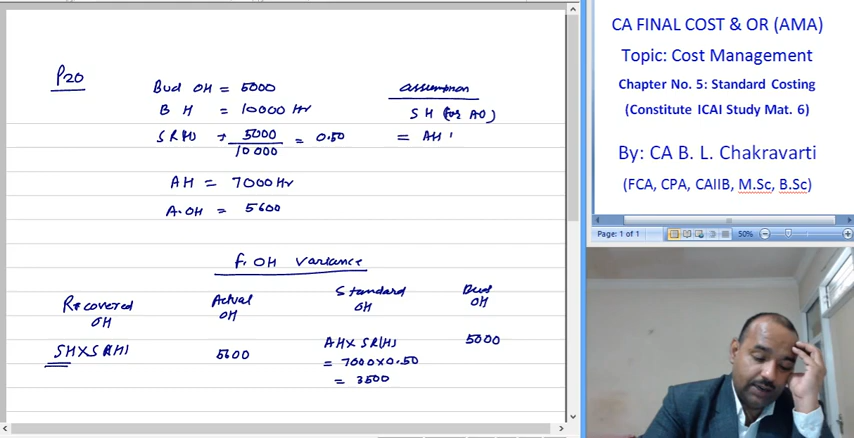 P20
Bud OH = 5000
B H = 10000 Hr
SR/H = 5000 / 10 000 = 0.50
AH = 7000 Hr
A.OH = 5600
assumption
SH (for AO)
= AH
F. OH Variance
Recovered OH
SH X SR/H
Actual OH
5600
Standard OH
AH X SR/H
= 7000 X 0.50
= 3500
Bud OH
5000
CA FINAL COST & OR (AMA)
Topic: Cost Management
Chapter No. 5: Standard Costing
(Constitute ICAI Study Mat. 6)
By: CA B. L. Chakravarti
(FCA, CPA, CAIIB, M.Sc, B.Sc)
Page: 1 of 1
50%